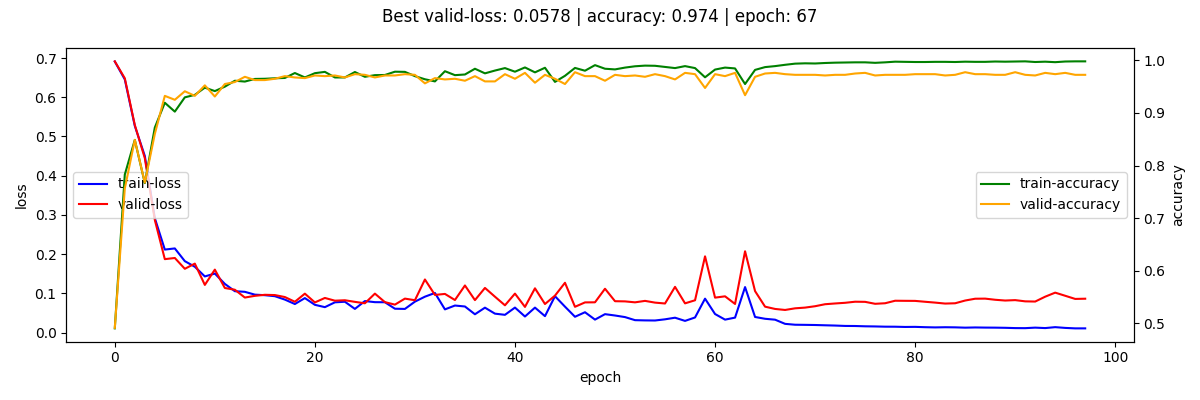 Best valid-loss: 0.0578 | accuracy: 0.974 | epoch: 67
0.7
0.6
0.5
0.4
0.3
0.2
0.1
0.0
loss
train-loss
valid-loss
train-accuracy
valid-accuracy
1.0
0.9
0.8
0.7
0.6
0.5
accuracy
0 20 40 60 80 100
epoch